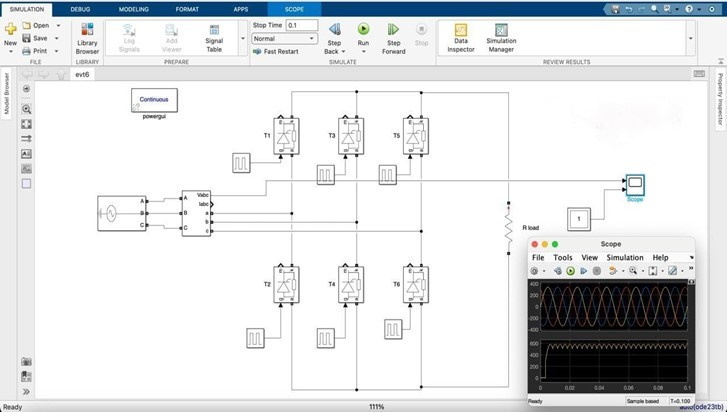 SIMULATION DEBUG MODELING FORMAT APPS SCOPE
New
Open
Save
Print
FILE
Library Browser
LIBRARY
Log Signals
Add Viewer
Signal Table
PREPARE
Stop Time 0.1
Normal
Fast Restart
Step Back
Run
Step Forward
Stop
SIMULATE
Data Inspector
Simulation Manager
REVIEW RESULTS
Model Browser
evt6
Property Inspector
Continuous
powergui
T1
T3
T5
A
B
C
A
B
C
Vabc
Iabc
a
b
c
Scope
1
R load
T2
T4
T6
Scope
File Tools View Simulation Help
400
200
0
-200
-400
600
400
200
0
0 0.02 0.04 0.06 0.08 0.1
Ready Sample based T=0.100
Ready 111% auto(ode23tb)